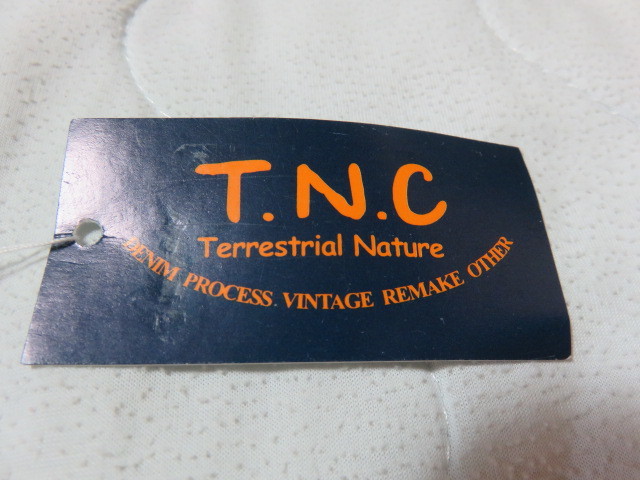 T.N.C
Terrestrial Nature
DENIM PROCESS. VINTAGE REMAKE OTHER